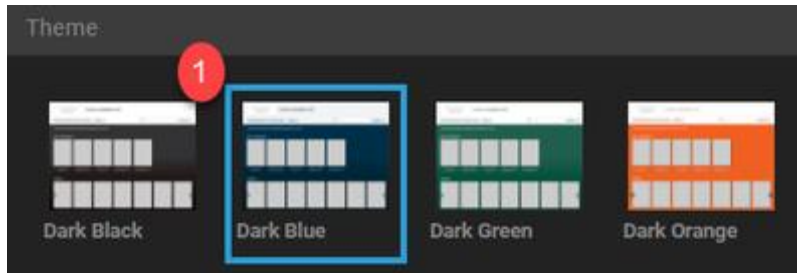 Theme
1
Dark Black
Dark Blue
Dark Green
Dark Orange